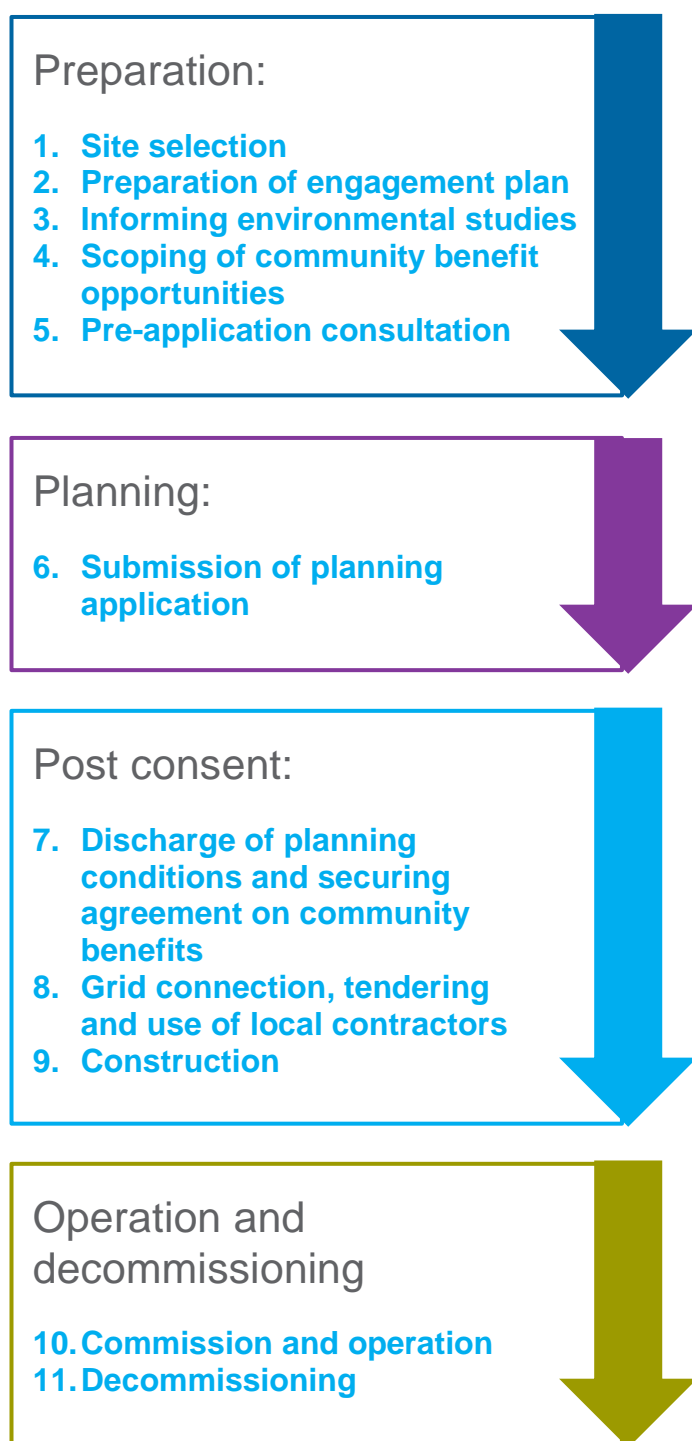 Preparation:
1. Site selection
2. Preparation of engagement plan
3. Informing environmental studies
4. Scoping of community benefit
opportunities
5. Pre-application consultation
Planning:
6. Submission of planning
application
Post consent:
7. Discharge of planning
conditions and securing
agreement on community
benefits
8. Grid connection, tendering
and use of local contractors
9. Construction
Operation and
decommissioning
10. Commission and operation
11. Decommissioning